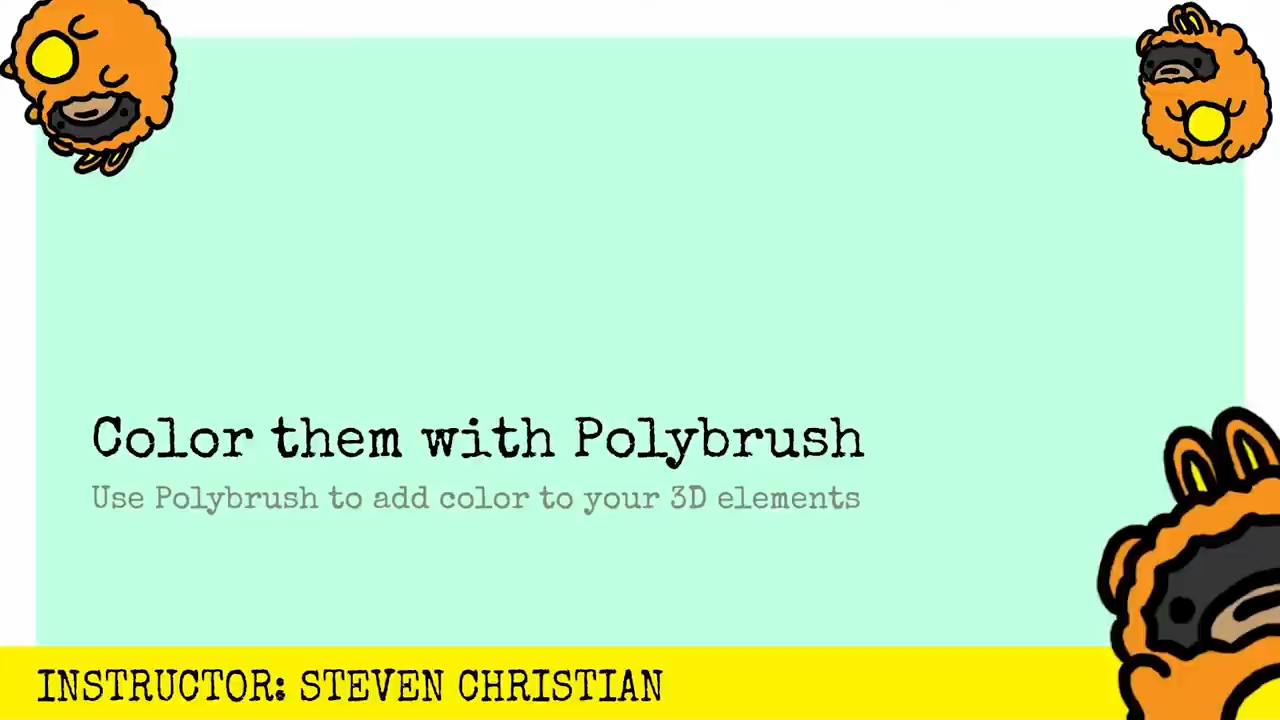 Color them with Polybrush
Use Polybrush to add color to your 3D elements
INSTRUCTOR: STEVEN CHRISTIAN